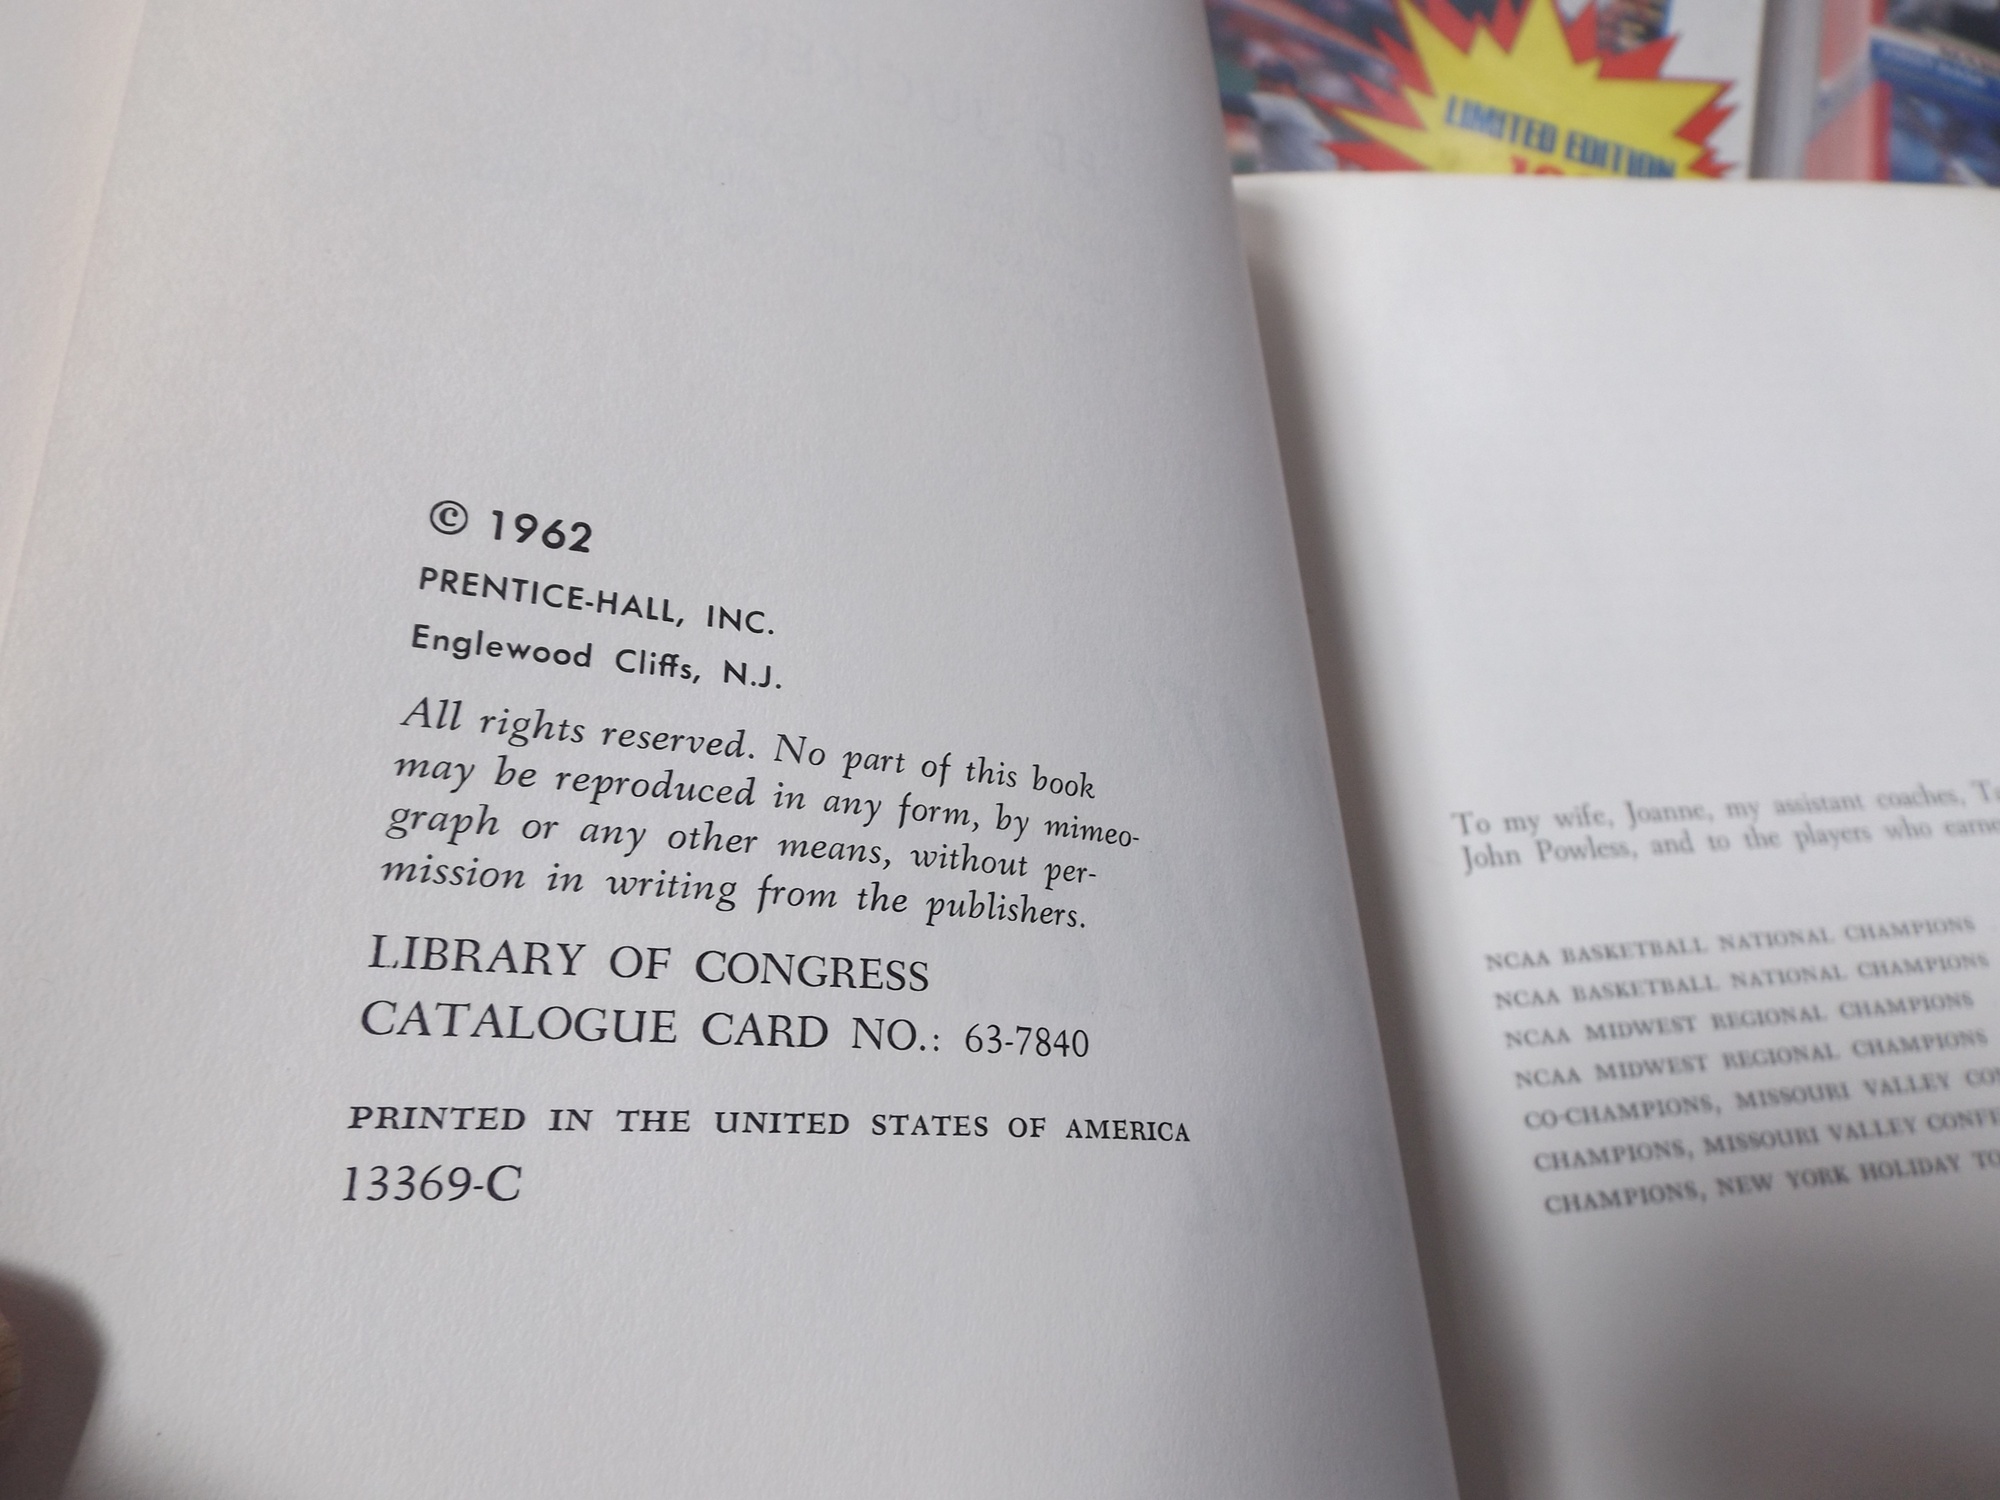 LIMITED EDITION
© 1962
PRENTICE-HALL, INC.
Englewood Cliffs, N.J.
All rights reserved. No part of this book
may be reproduced in any form, by mimeo-
graph or any other means, without per-
mission in writing from the publishers.
LIBRARY OF CONGRESS
CATALOGUE CARD NO.: 63-7840
PRINTED IN THE UNITED STATES OF AMERICA
13369-C
To my wife, Joanne, my assistant coaches,
John Powless, and to the players who
NCAA BASKETBALL NATIONAL CHAMPIONS
NCAA BASKETBALL NATIONAL CHAMPIONS
NCAA MIDWEST REGIONAL CHAMPIONS
NCAA MIDWEST REGIONAL CHAMPIONS
CO-CHAMPIONS, MISSOURI VALLEY
CHAMPIONS, MISSOURI VALLEY
CHAMPIONS, NEW YORK HOLIDAY